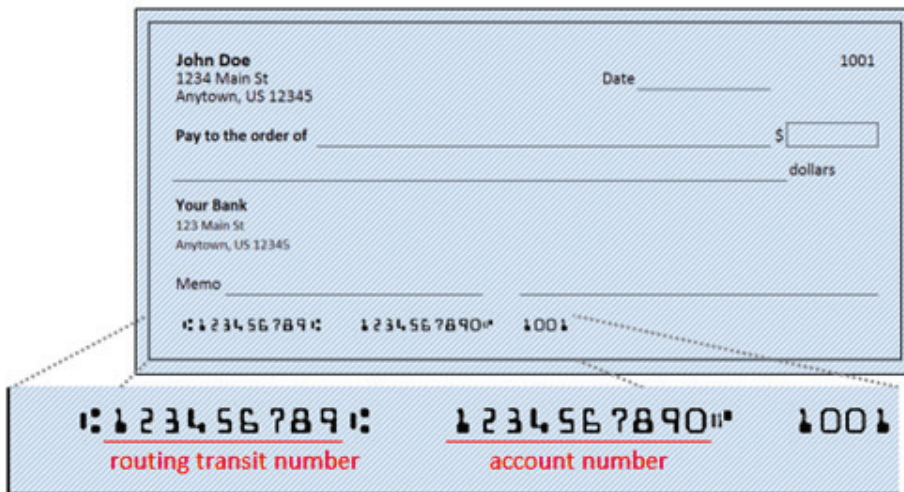 John Doe
1234 Main St
Anytown, US 12345
Date
1001
Pay to the order of
$
dollars
Your Bank
123 Main St
Anytown, US 12345
Memo
⑆123456789⑆ 1234567890⑈ 1001
⑆123456789⑆ 1234567890⑈ 1001
routing transit number account number